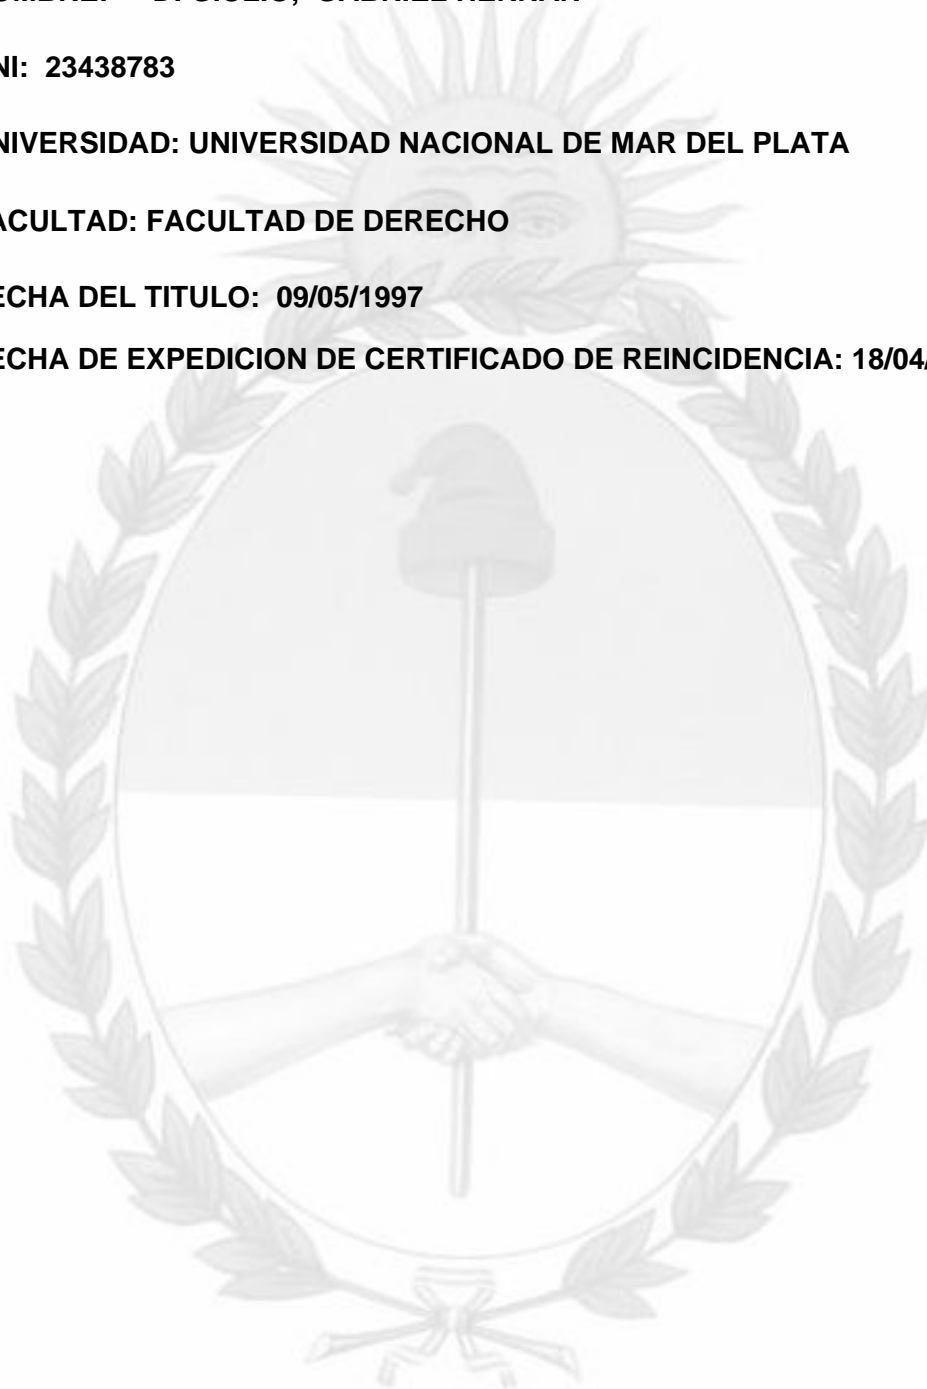 NI: 23438783
NIVERSIDAD: UNIVERSIDAD NACIONAL DE MAR DEL PLATA
ACULTAD: FACULTAD DE DERECHO
ECHA DEL TITULO: 09/05/1997
ECHA DE EXPEDICION DE CERTIFICADO DE REINCIDENCIA: 18/04/